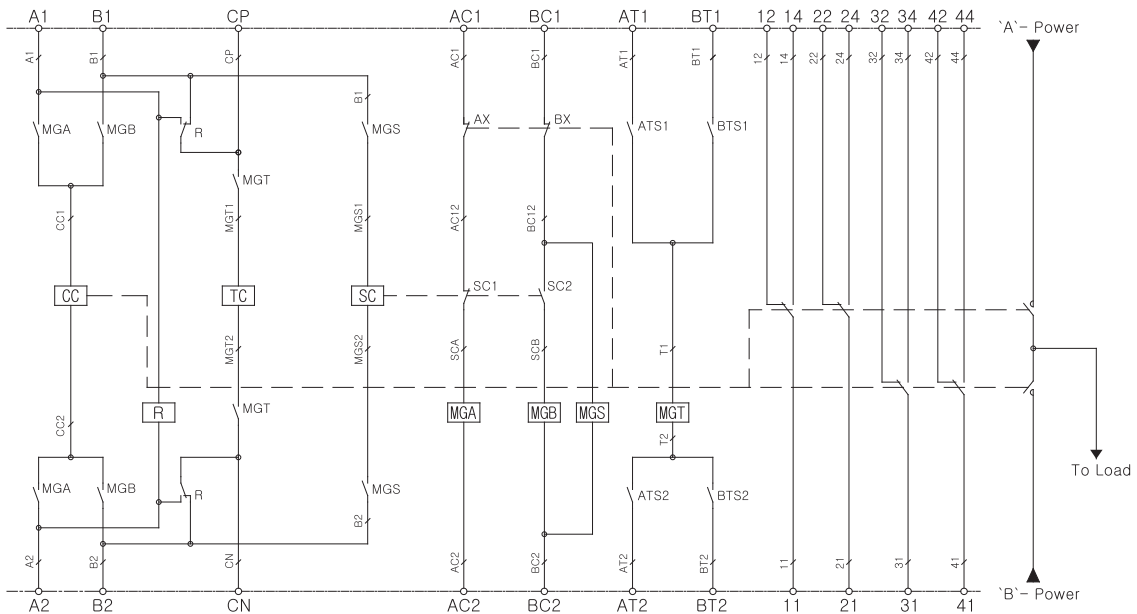 A1 B1 CP AC1 BC1 AT1 BT1 12 14 22 24 32 34 42 44
`A`- Power
A1 B1 CP AC1 BC1 AT1 BT1 12 14 22 24 32 34 42 44
B1
MGA MGB R MGS AX BX ATS1 BTS1
MGT
CC1 MGT1 MGS1 AC12 BC12
CC TC SC SC1 SC2
MGT2 MGS2 SCA SCB T1
R MGT MGA MGB MGS MGT
CC2 T2
To Load
MGA MGB R MGS ATS2 BTS2
B2
A2 B2 CN AC2 BC2 AT2 BT2 11 21 31 41
A2 B2 CN AC2 BC2 AT2 BT2 11 21 31 41
`B`- Power